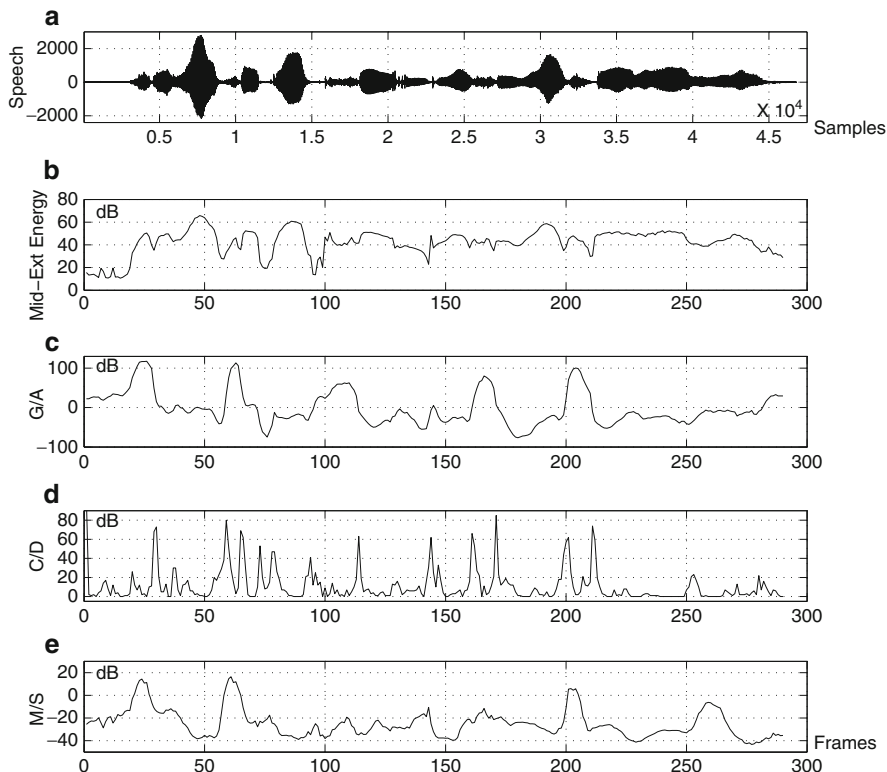 a
Speech
2000
0
−2000
0.5 1 1.5 2 2.5 3 3.5 4 4.5
X 10^4
Samples
b
Mid−Ext Energy
dB
80
60
40
20
0
0 50 100 150 200 250 300
c
G/A
dB
100
0
−100
0 50 100 150 200 250 300
d
C/D
dB
80
60
40
20
0
0 50 100 150 200 250 300
e
M/S
dB
20
0
−20
−40
0 50 100 150 200 250 300
Frames